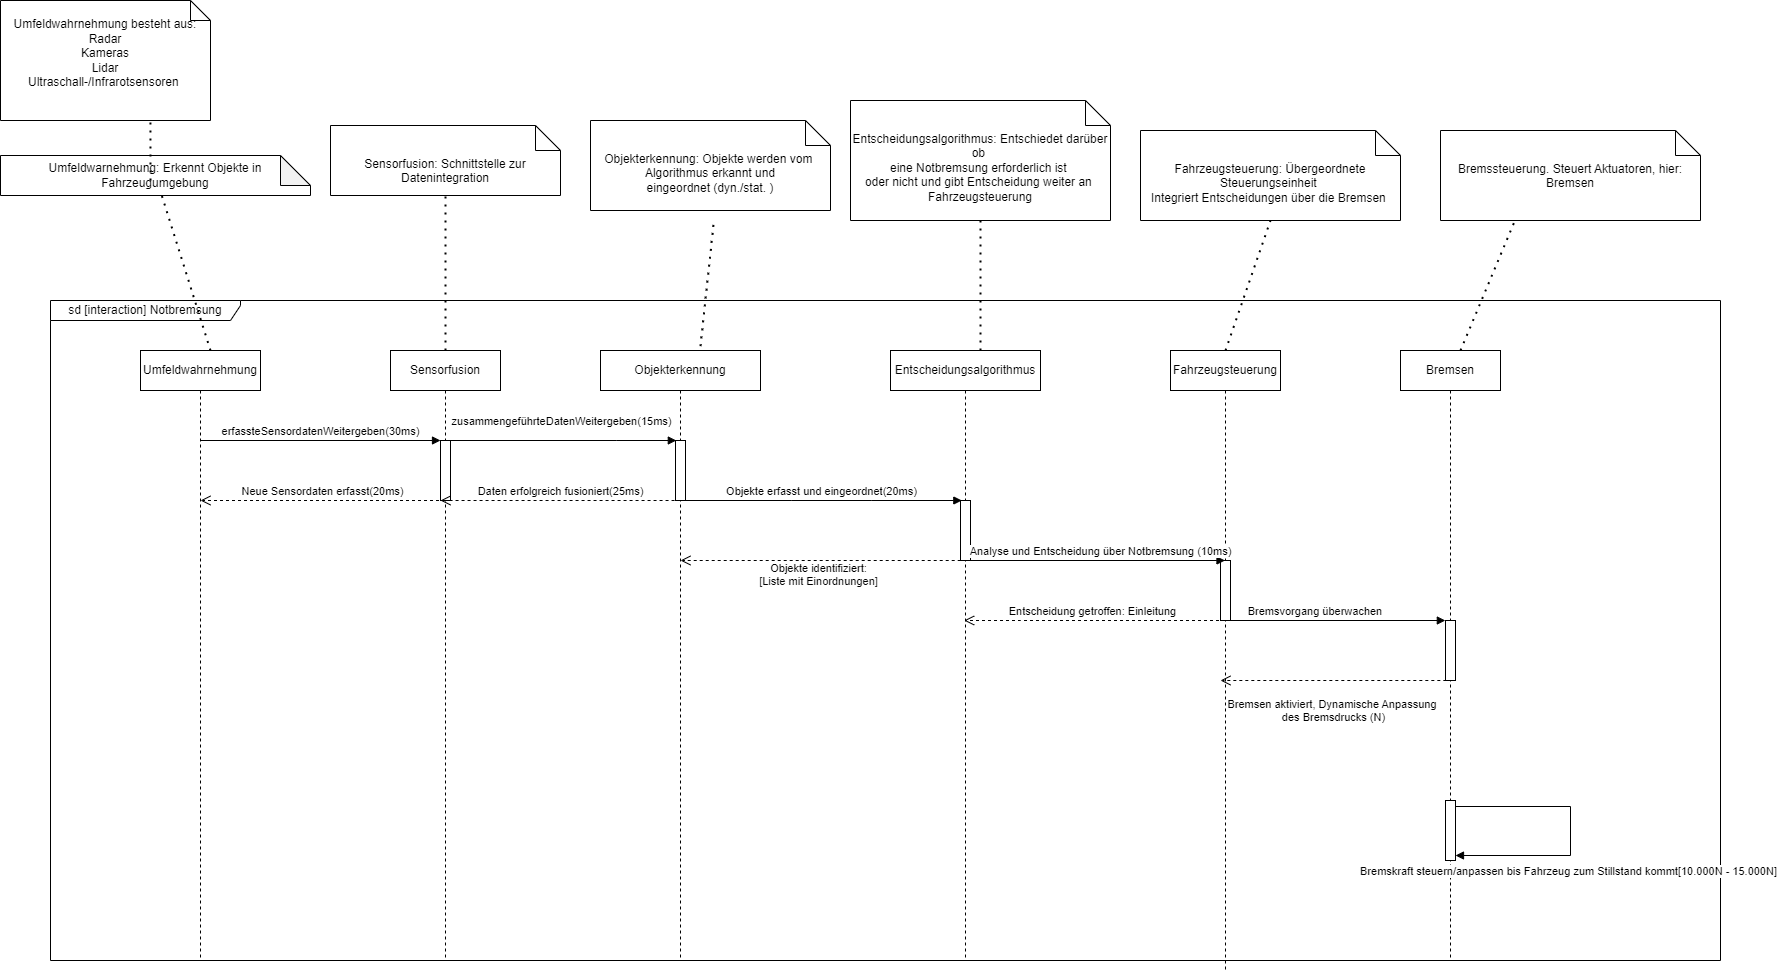 Umfeldwahrnehmung besteht aus:
Radar
Kameras
Lidar
Ultraschall-/Infrarotsensoren
Umfeldwarnehmung: Erkennt Objekte in
Fahrzeugumgebung
Sensorfusion: Schnittstelle zur
Datenintegration
Objekterkennung: Objekte werden vom
Algorithmus erkannt und
eingeordnet (dyn./stat. )
Entscheidungsalgorithmus: Entschiedet darüber
ob
eine Notbremsung erforderlich ist
oder nicht und gibt Entscheidung weiter an
Fahrzeugsteuerung
Fahrzeugsteuerung: Übergeordnete
Steuerungseinheit
Integriert Entscheidungen über die Bremsen
Bremssteuerung. Steuert Aktuatoren, hier:
Bremsen
sd [interaction] Notbremsung
Umfeldwahrnehmung
Sensorfusion
Objekterkennung
Entscheidungsalgorithmus
Fahrzeugsteuerung
Bremsen
erfassteSensordatenWeitergeben(30ms)
zusammengeführteDatenWeitergeben(15ms)
Neue Sensordaten erfasst(20ms)
Daten erfolgreich fusioniert(25ms)
Objekte erfasst und eingeordnet(20ms)
Analyse und Entscheidung über Notbremsung (10ms)
Objekte identifiziert:
[Liste mit Einordnungen]
Entscheidung getroffen: Einleitung
Bremsvorgang überwachen
Bremsen aktiviert, Dynamische Anpassung
des Bremsdrucks (N)
Bremskraft steuern/anpassen bis Fahrzeug zum Stillstand kommt[10.000N - 15.000N]